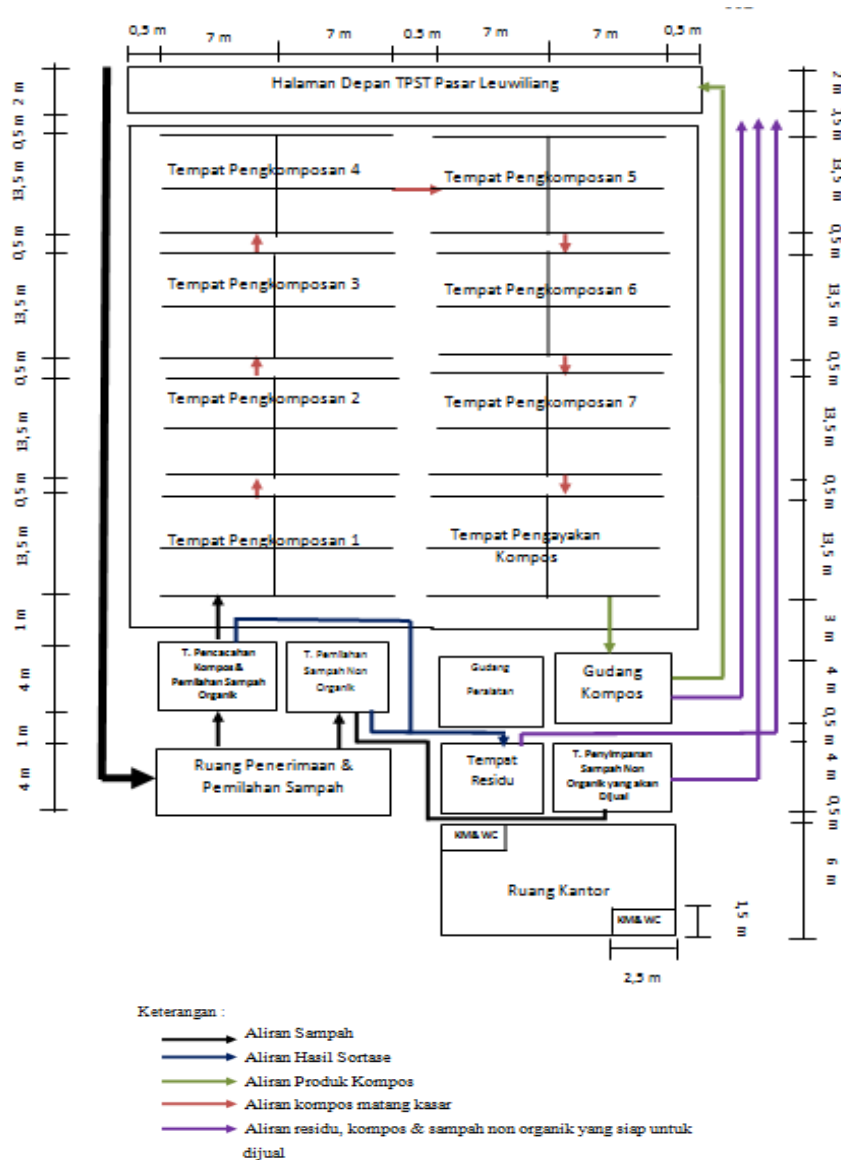 0,5 m 7 m 0.5 m 7 m 7 m 0,5 m
Halaman Depan TPST Pasar Leuwiliang
2 m
0,5 m
13,5 m
0,5 m
13,5 m
0,5 m
13,5 m
0,5 m
13,5 m
1 m
4 m
1 m
4 m
Tempat Pengkomposan 4
Tempat Pengkomposan 5
Tempat Pengkomposan 3
Tempat Pengkomposan 6
Tempat Pengkomposan 2
Tempat Pengkomposan 7
Tempat Pengkomposan 1
Tempat Pengayakan
Kompos
T. Pencacahan
Kompos&
Pemilahan Sampah
Organik
T. Pemilahan
Sampah Non
Organik
Gudang
Peralatan
Gudang
Kompos
Ruang Penerimaan &
Pemilahan Sampah
Tempat
Residu
T. Penyimpanan
Sampah Non
Organik yang akan
Dijual
KM& WC
Ruang Kantor
KM& WC
2 m
13,5 m
0,5 m
13,5 m
0,5 m
13,5 m
0,5 m
13,5 m
3 m
4 m
0,5 m
4 m
0,5 m
6 m
1,5 m
2,5 m
Keterangan :
Aliran Sampah
Aliran Hasil Sortase
Aliran Produk Kompos
Aliran kompos matang kasar
Aliran residu, kompos & sampah non organik yang siap untuk
dijual